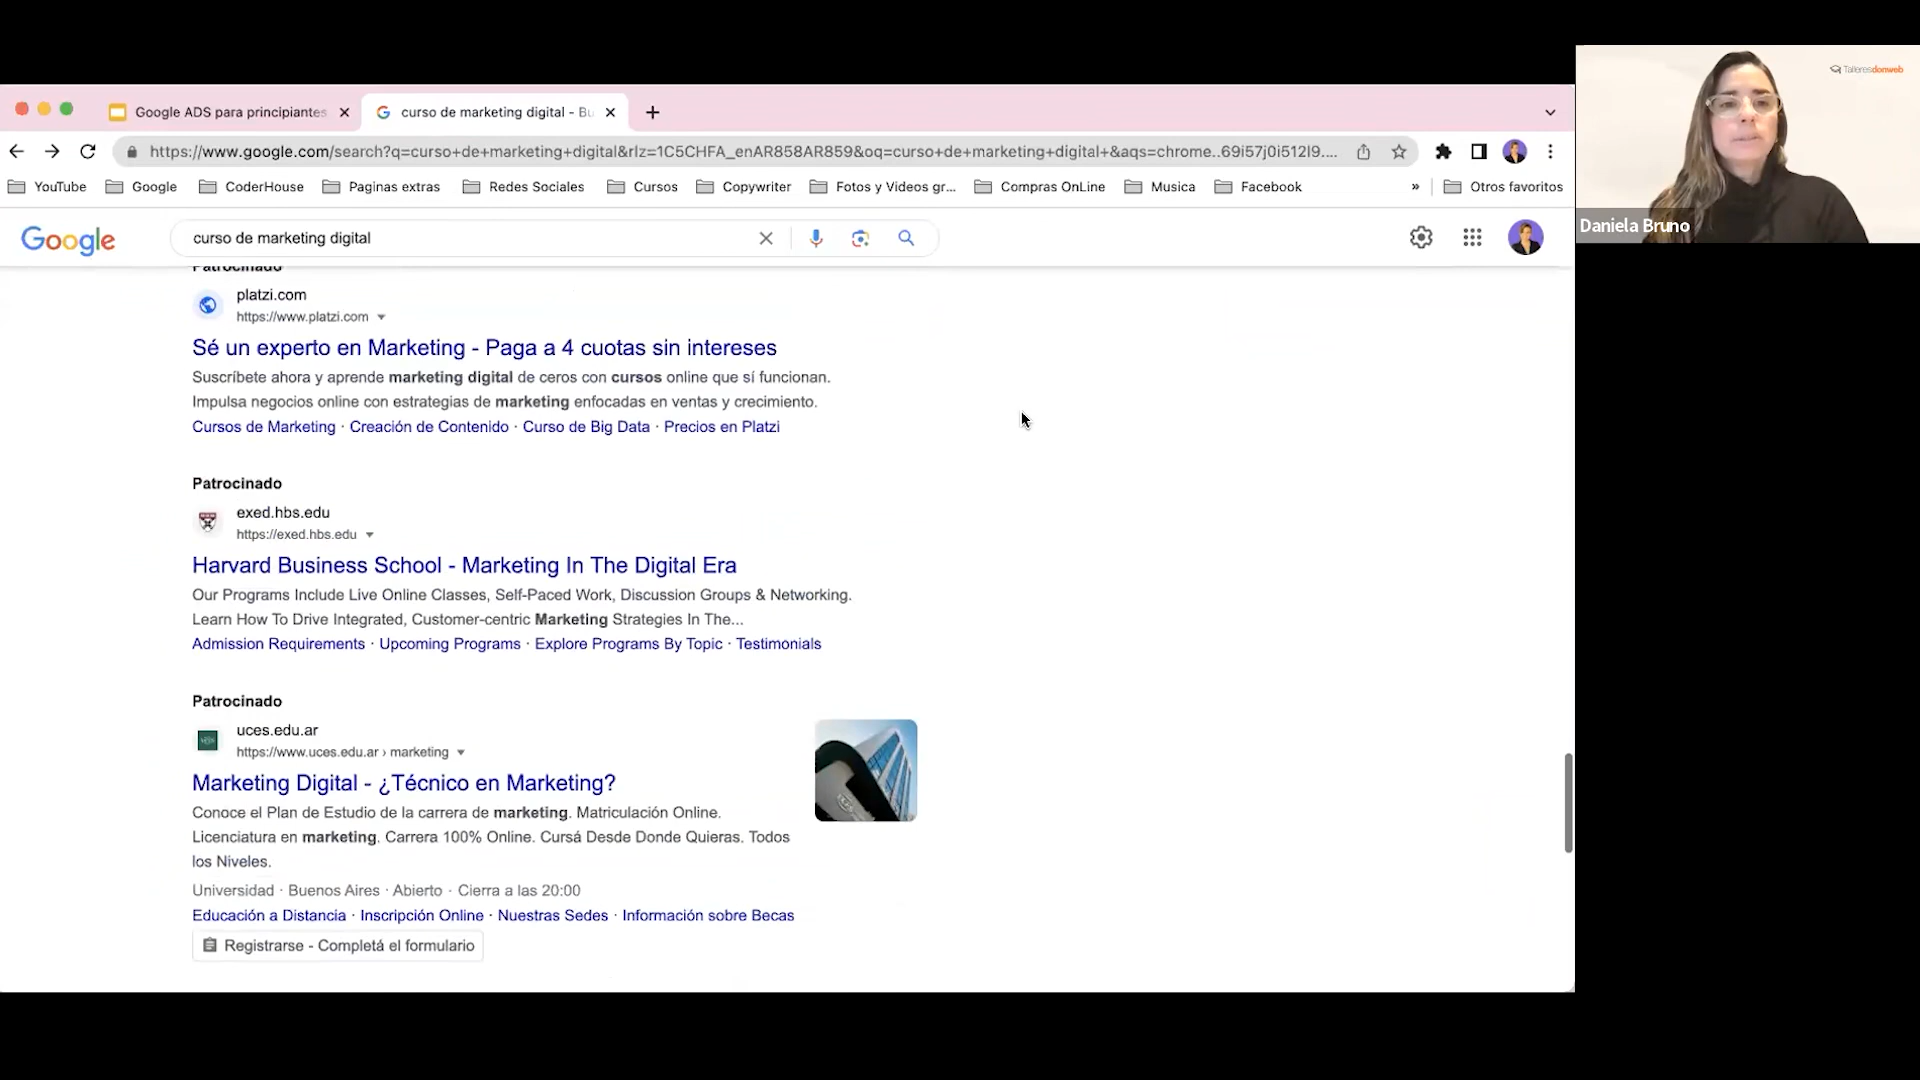 Talleresdonweb
Google ADS para principiantes
curso de marketing digital - Bu
https://www.google.com/search?q=curso+de+marketing+digital&rlz=1C5CHFA_enAR858AR859&oq=curso+de+marketing+digital+&aqs=chrome..69i57j0i512l9....
YouTube Google CoderHouse Paginas extras Redes Sociales Cursos Copywriter Fotos y Videos gr... Compras OnLine Musica Facebook » Otros favoritos
Daniela Bruno
Google
curso de marketing digital
Patrocinado
platzi.com
https://www.platzi.com
Sé un experto en Marketing - Paga a 4 cuotas sin intereses
Suscríbete ahora y aprende marketing digital de ceros con cursos online que sí funcionan.
Impulsa negocios online con estrategias de marketing enfocadas en ventas y crecimiento.
Cursos de Marketing · Creación de Contenido · Curso de Big Data · Precios en Platzi
Patrocinado
exed.hbs.edu
https://exed.hbs.edu
Harvard Business School - Marketing In The Digital Era
Our Programs Include Live Online Classes, Self-Paced Work, Discussion Groups & Networking.
Learn How To Drive Integrated, Customer-centric Marketing Strategies In The...
Admission Requirements · Upcoming Programs · Explore Programs By Topic · Testimonials
Patrocinado
uces.edu.ar
https://www.uces.edu.ar › marketing
Marketing Digital - ¿Técnico en Marketing?
Conoce el Plan de Estudio de la carrera de marketing. Matriculación Online.
Licenciatura en marketing. Carrera 100% Online. Cursá Desde Donde Quieras. Todos
los Niveles.
Universidad · Buenos Aires · Abierto · Cierra a las 20:00
Educación a Distancia · Inscripción Online · Nuestras Sedes · Información sobre Becas
Registrarse - Completá el formulario